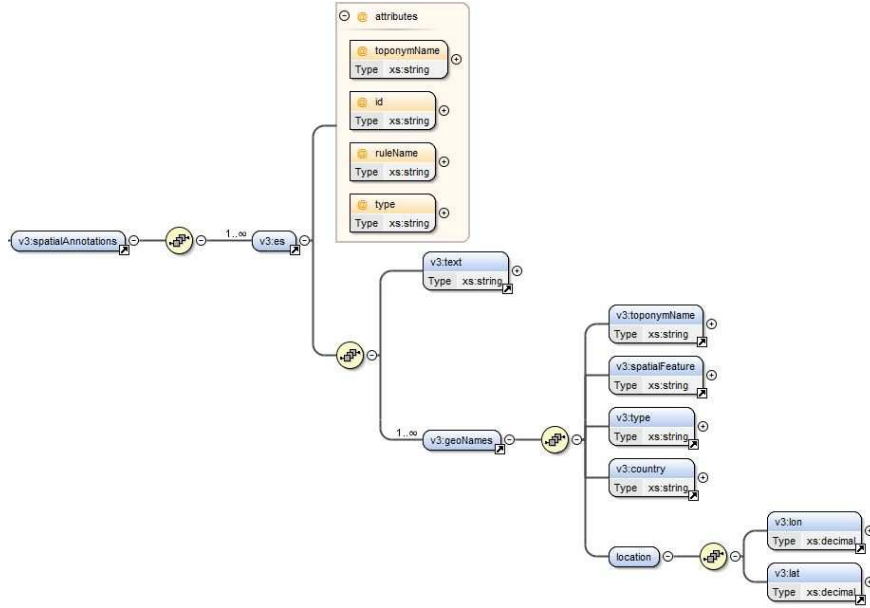 @ attributes
@ toponymName
Type xs:string
@ id
Type xs:string
@ ruleName
Type xs:string
@ type
Type xs:string
v3:spatialAnnotations
1..∞
v3:es
v3:text
Type xs:string
v3:toponymName
Type xs:string
v3:spatialFeature
Type xs:string
1..∞
v3:geoNames
v3:type
Type xs:string
v3:country
Type xs:string
location
v3:lon
Type xs:decimal
v3:lat
Type xs:decimal